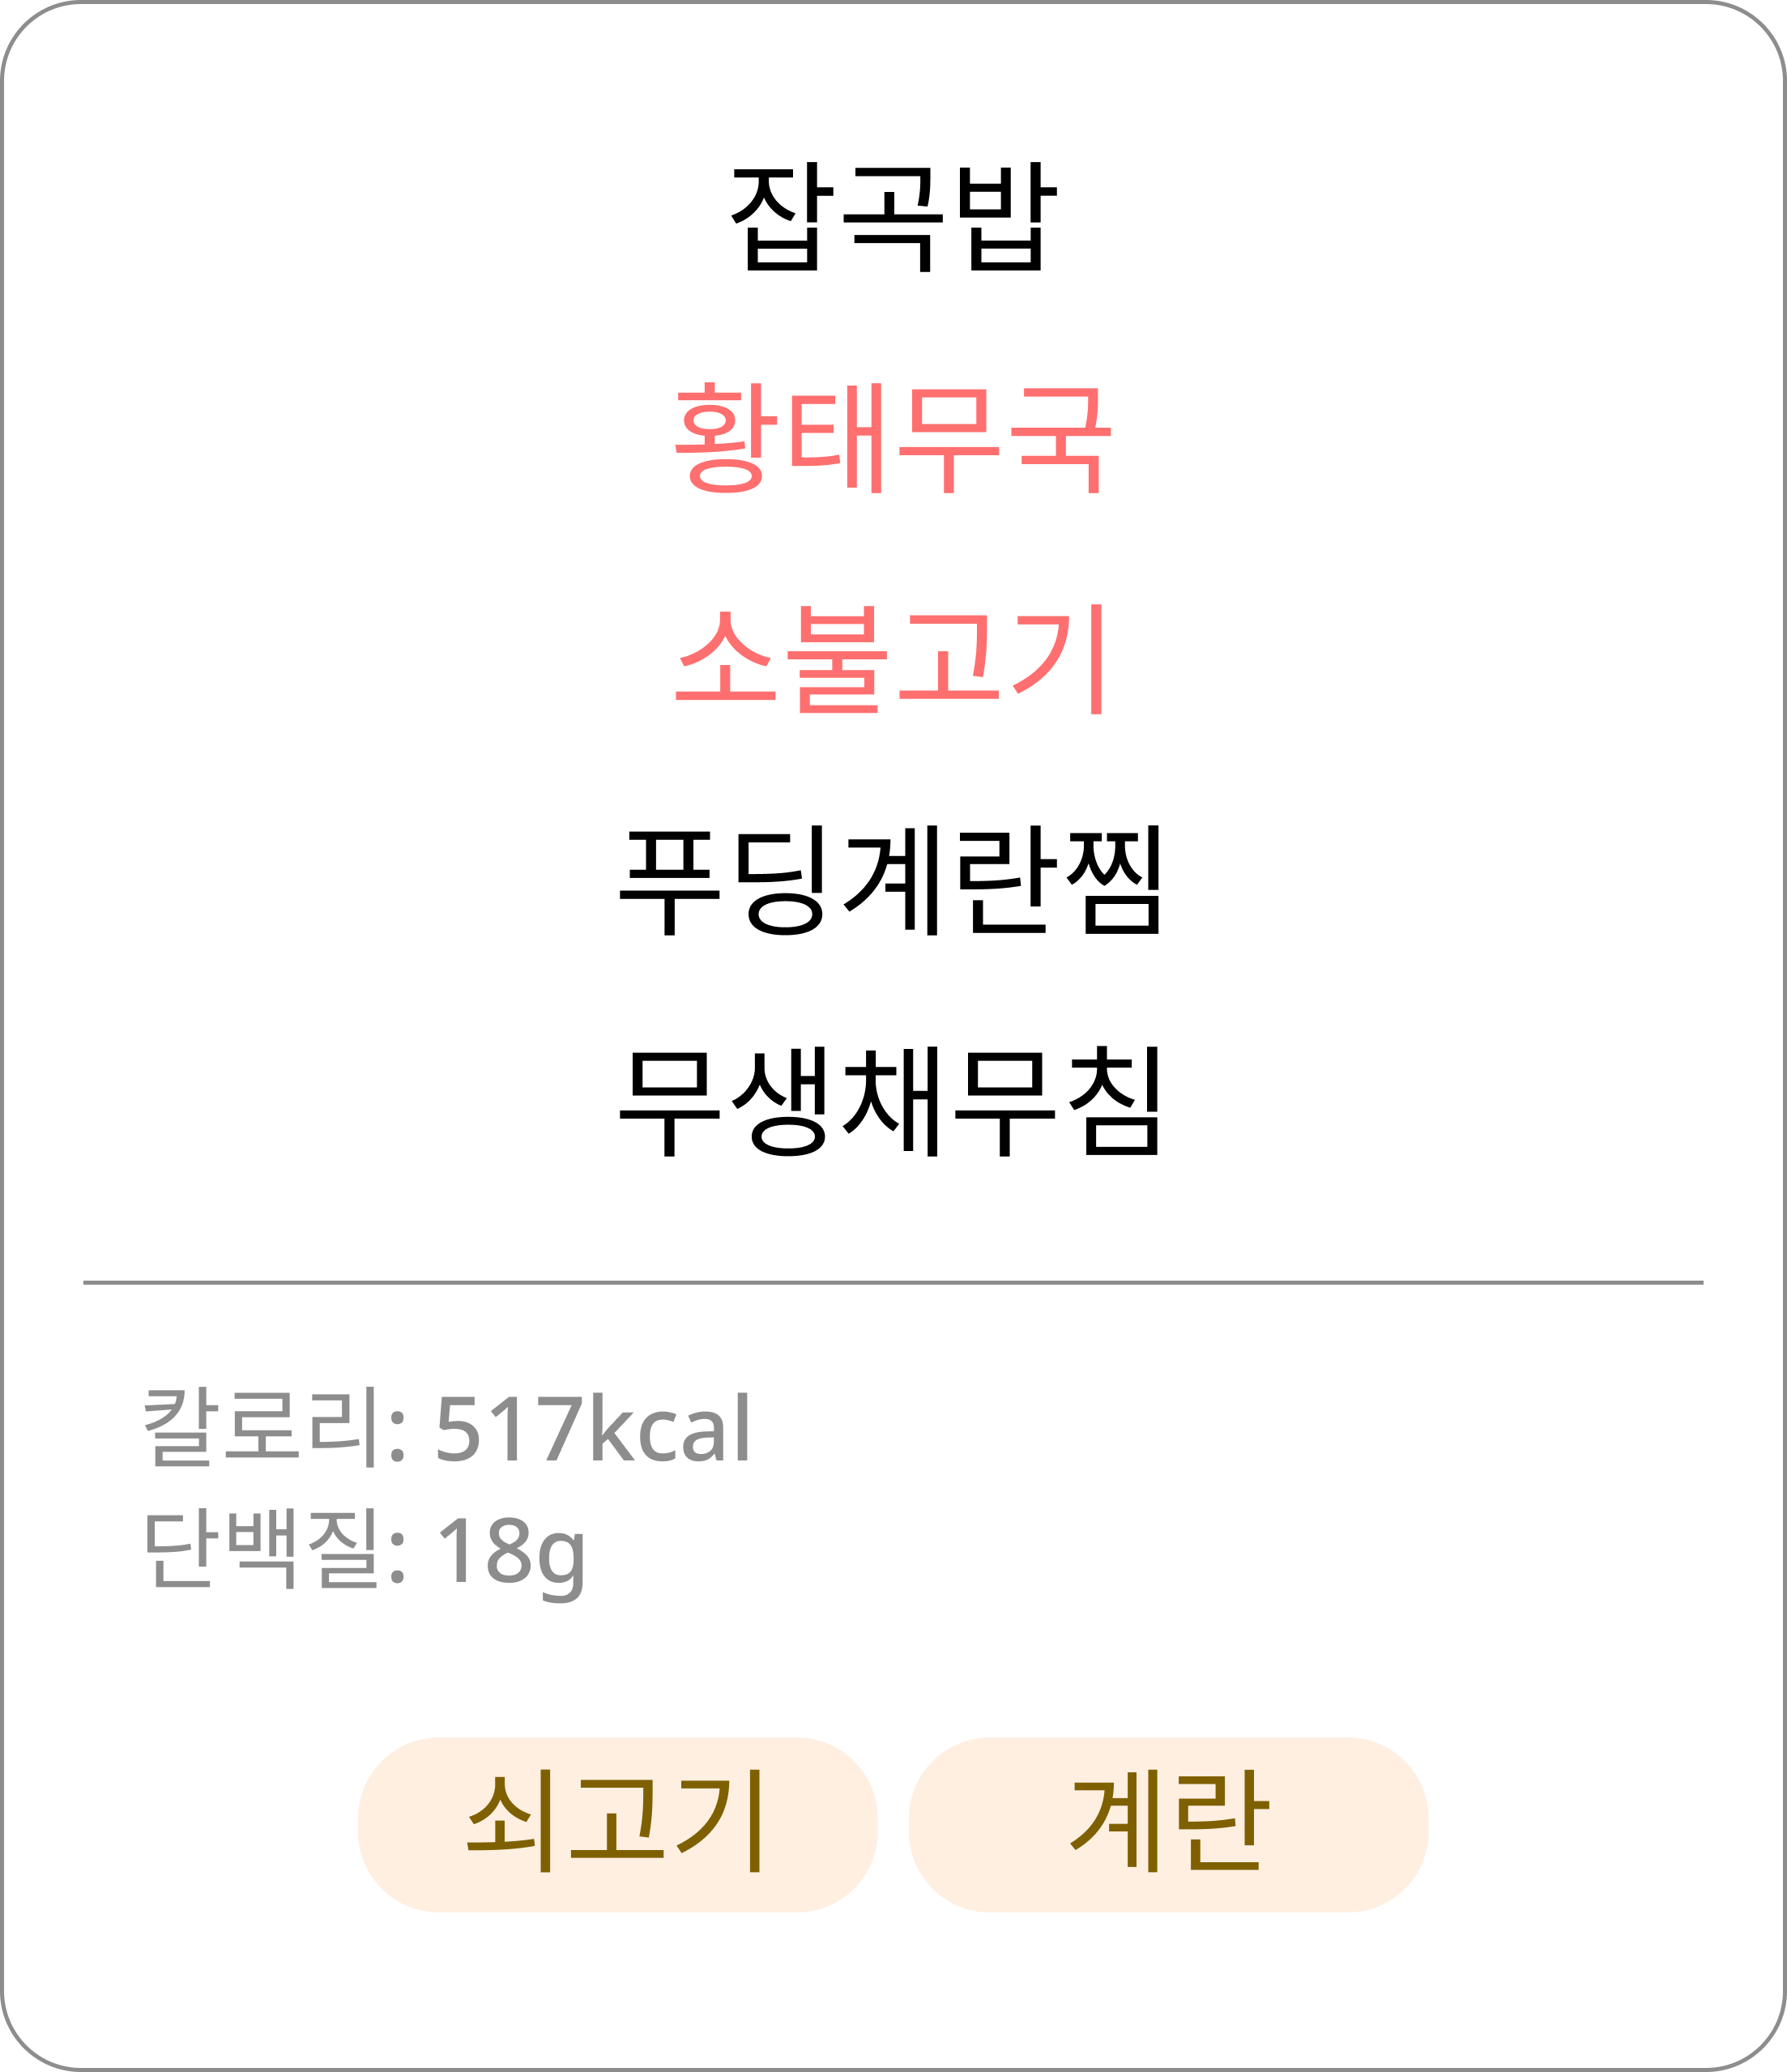 잡곡밥
황태무국
소불고기
푸딩계란찜
무생채무침
칼로리: 517kcal
단백질: 18g
쇠고기
계란